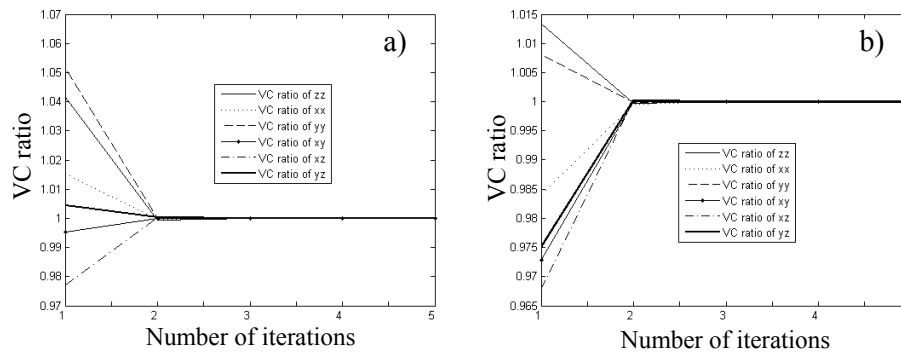 a)
VC ratio
1.07
1.06
1.05
1.04
1.03
1.02
1.01
1
0.99
0.98
0.97
VC ratio of zz
VC ratio of xx
VC ratio of yy
VC ratio of xy
VC ratio of xz
VC ratio of yz
1 2 3 4 5
Number of iterations
b)
VC ratio
1.015
1.01
1.005
1
0.995
0.99
0.985
0.98
0.975
0.97
0.965
VC ratio of zz
VC ratio of xx
VC ratio of yy
VC ratio of xy
VC ratio of xz
VC ratio of yz
1 2 3 4
Number of iterations